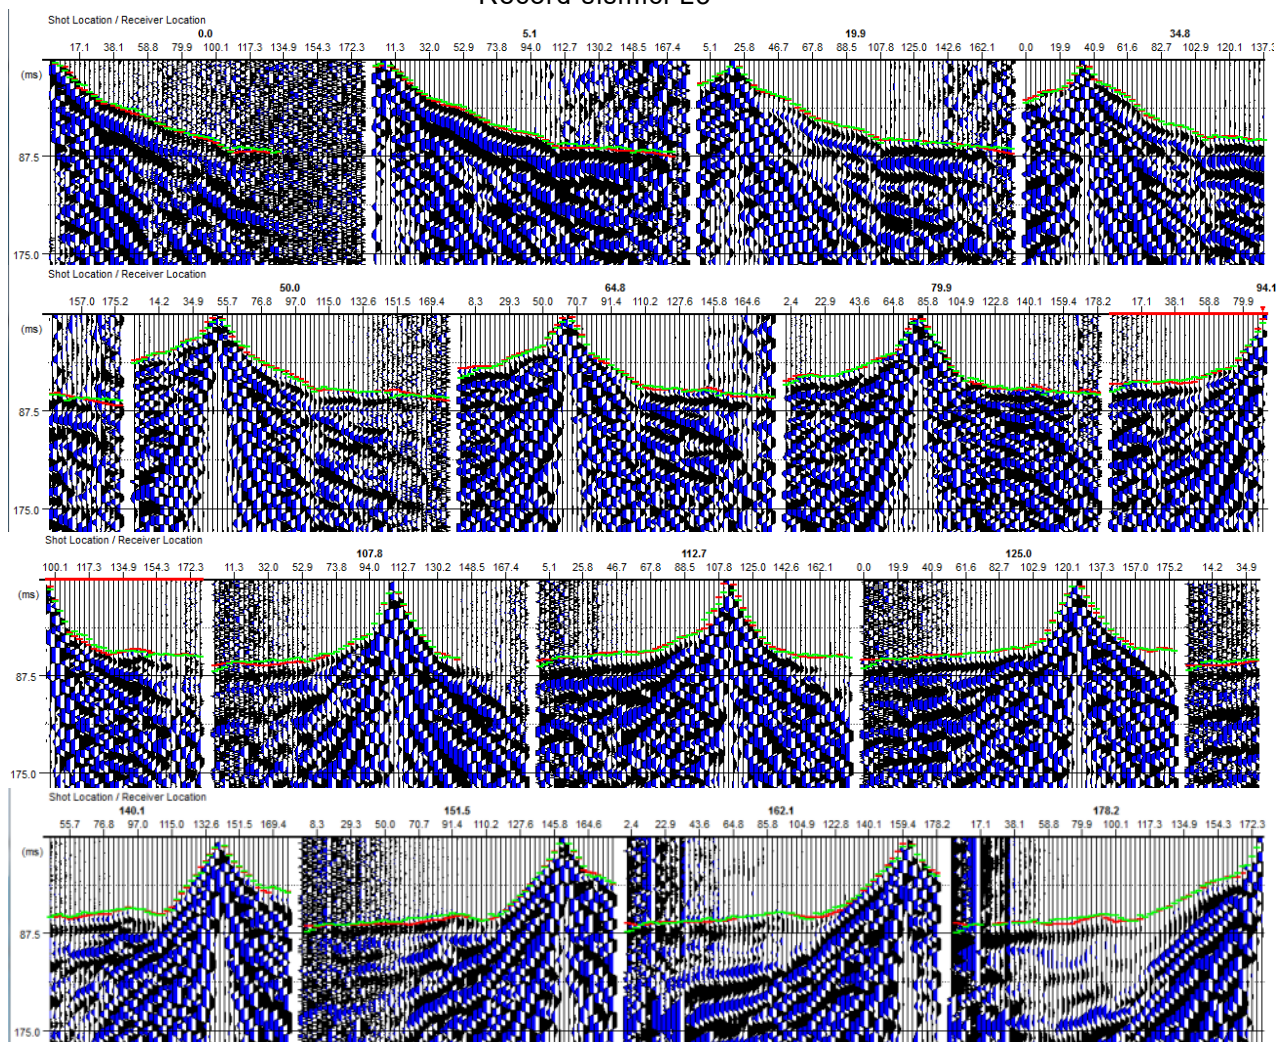 Shot Location / Receiver Location
0.0 5.1 19.9 34.8
17.1 38.1 58.8 79.9 100.1 117.3 134.9 154.3 172.3 11.3 32.0 52.9 73.8 94.0 112.7 130.2 148.5 167.4 5.1 25.8 46.7 67.8 88.5 107.8 125.0 142.6 162.1 0.0 19.9 40.9 61.6 82.7 102.9 120.1 137.3
(ms)
87.5
175.0
Shot Location / Receiver Location
50.0 64.8 79.9 94.1
157.0 175.2 14.2 34.9 55.7 76.8 97.0 115.0 132.6 151.5 169.4 8.3 29.3 50.0 70.7 91.4 110.2 127.6 145.8 164.6 2.4 22.9 43.6 64.8 85.8 104.9 122.8 140.1 159.4 178.2 17.1 38.1 58.8 79.9
(ms)
87.5
175.0
Shot Location / Receiver Location
107.8 112.7 125.0
100.1 117.3 134.9 154.3 172.3 11.3 32.0 52.9 73.8 94.0 112.7 130.2 148.5 167.4 5.1 25.8 46.7 67.8 88.5 107.8 125.0 142.6 162.1 0.0 19.9 40.9 61.6 82.7 102.9 120.1 137.3 157.0 175.2 14.2 34.9
(ms)
87.5
175.0
Shot Location / Receiver Location
140.1 151.5 162.1 178.2
55.7 76.8 97.0 115.0 132.6 151.5 169.4 8.3 29.3 50.0 70.7 91.4 110.2 127.6 145.8 164.6 2.4 22.9 43.6 64.8 85.8 104.9 122.8 140.1 159.4 178.2 17.1 38.1 58.8 79.9 100.1 117.3 134.9 154.3 172.3
(ms)
87.5
175.0